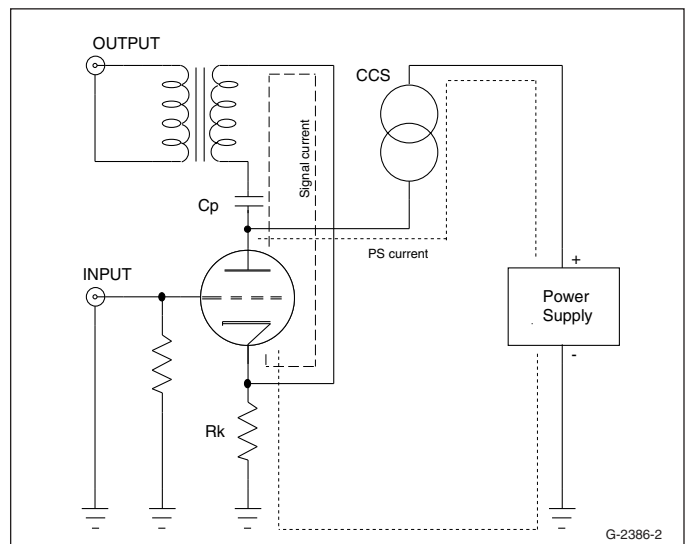 OUTPUT
CCS
Signal current
Cp
PS current
INPUT
+
Power
Supply
-
Rk
G-2386-2